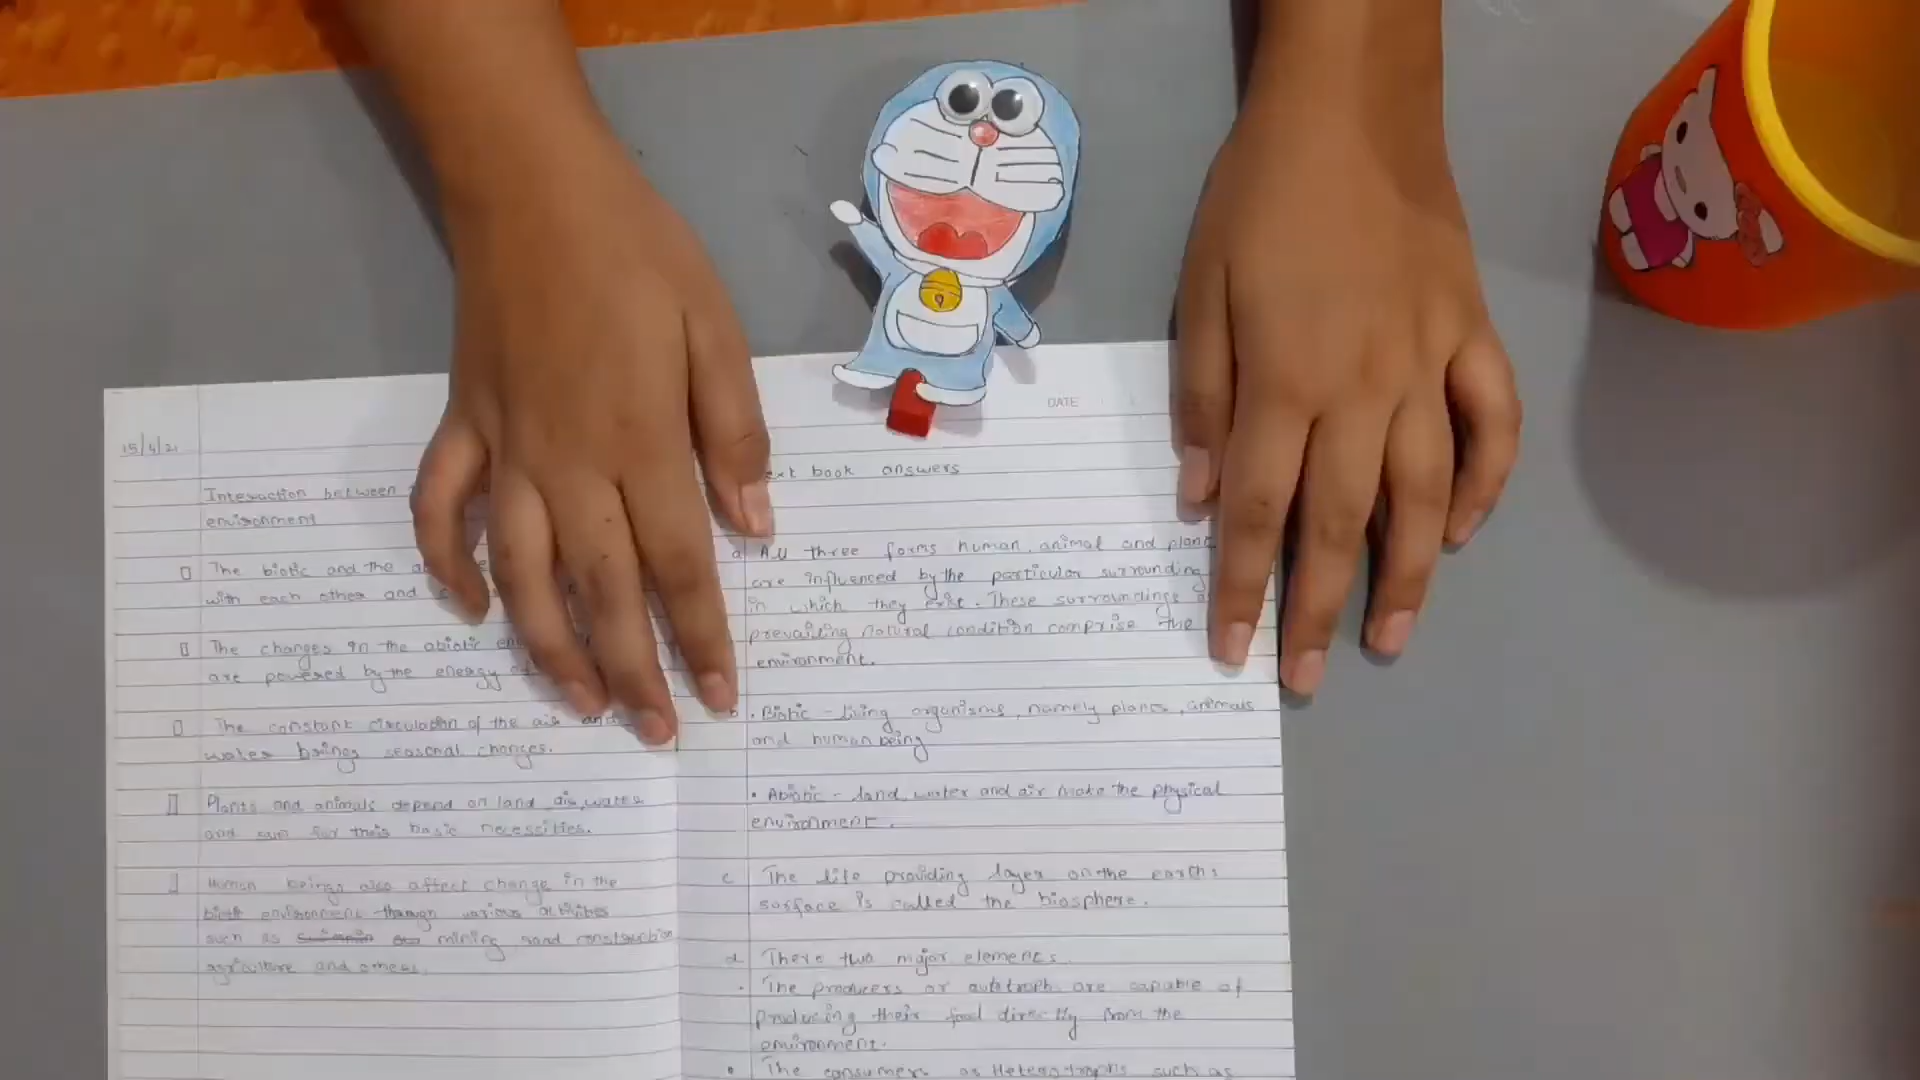 15/4/21
Interaction between
environment
The biotic and the
with each other and
The changes in the abiotic
are powered by the energy of
The constant circulation of the air and
water brings seasonal changes.
Plants and animals depend on land, air, water
and sun for their basic necessities.
Human beings also affect change in the
environment through various
such as mining, road construction
agriculture and
DATE
book answers
a All three forms human, animal and plant
are influenced by the particular surrounding
in which they exist. These surroundings
prevailing natural condition comprise the
environment.
b. Biotic - living organisms, namely plants, animals
and human being
• Abiotic - land, water and air make the physical
environment.
c The life providing layer on the earth's
surface is called the biosphere.
d There two major elements.
• The producers or are capable of
producing their food directly from the
environment.
• The consumers or Heterotrophs such as